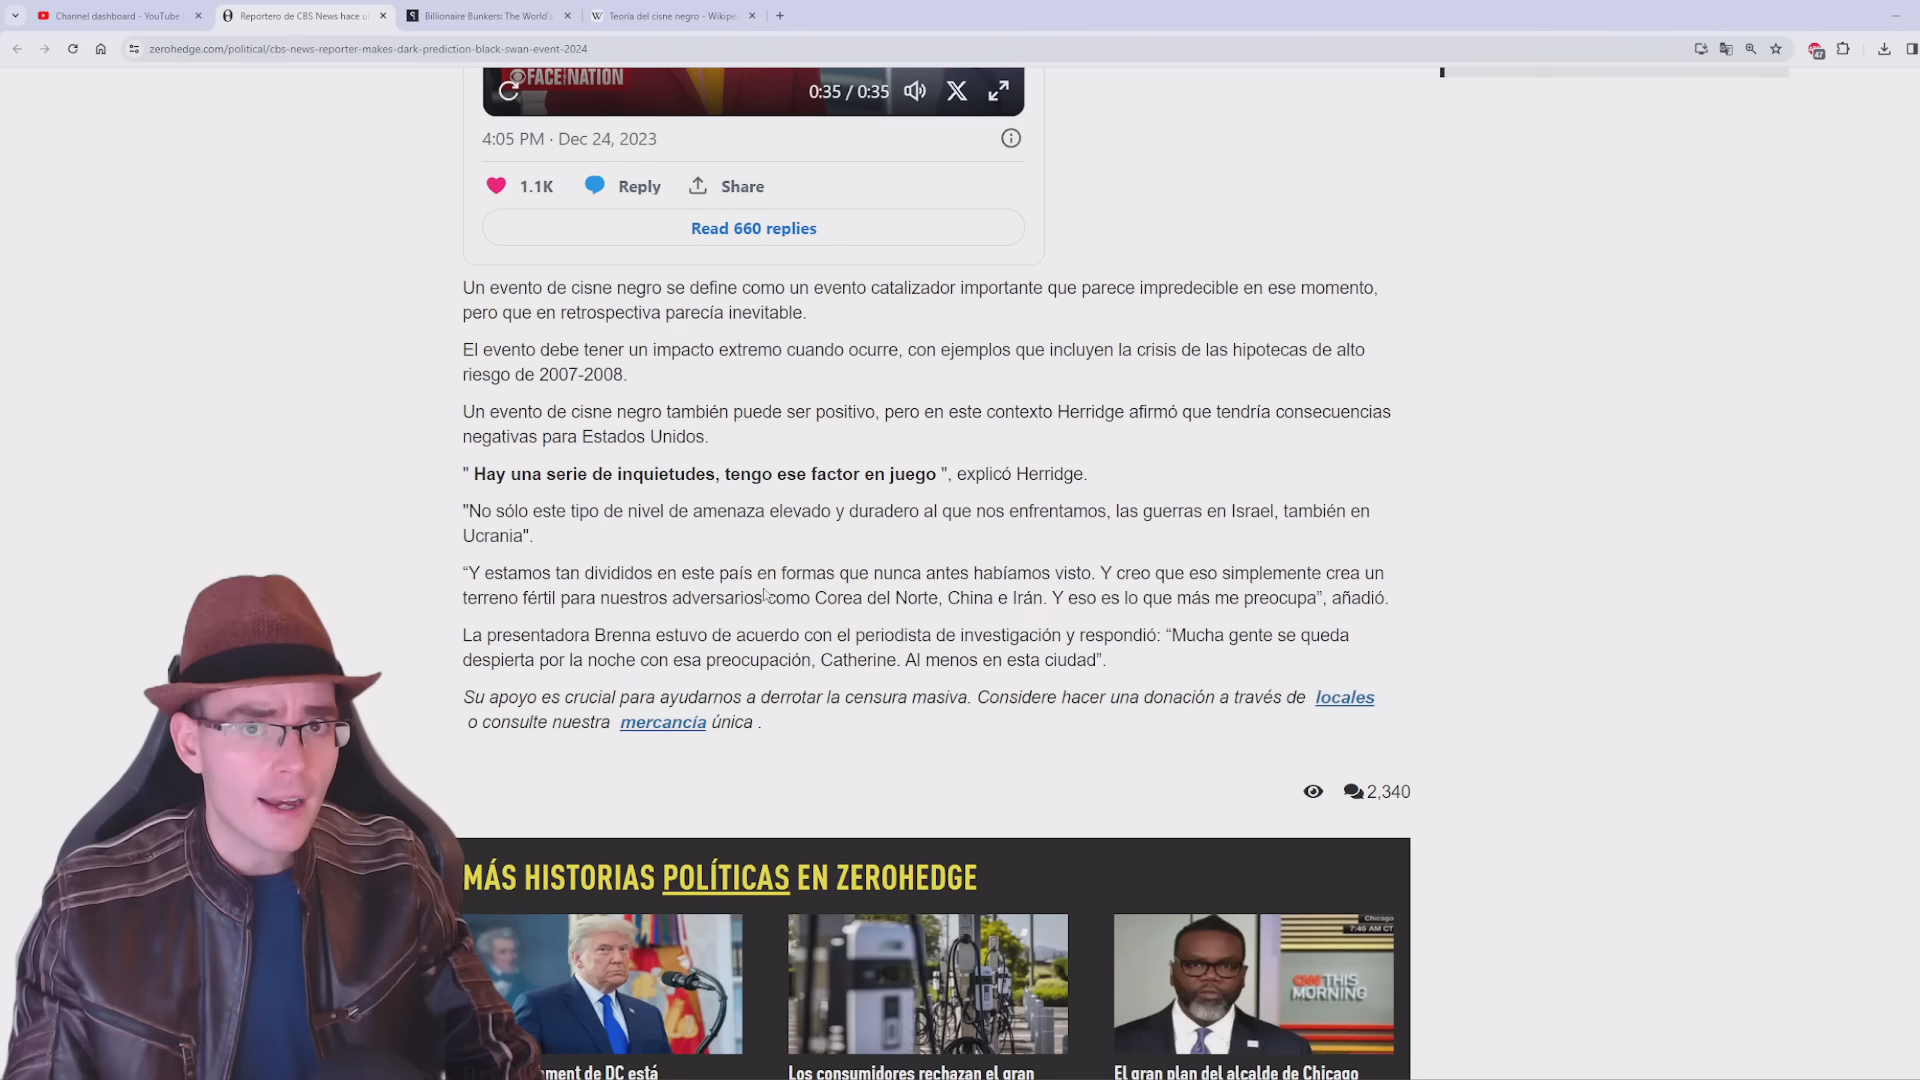 Channel dashboard - YouTube
Reportero de CBS News hace u
Billionaire Bunkers: The World's
Teoría del cisne negro - Wikipe
zerohedge.com/political/cbs-news-reporter-makes-dark-prediction-black-swan-event-2024
FACE THE NATION
0:35 / 0:35
4:05 PM · Dec 24, 2023
1.1K Reply Share
Read 660 replies
Un evento de cisne negro se define como un evento catalizador importante que parece impredecible en ese momento,
pero que en retrospectiva parecía inevitable.
El evento debe tener un impacto extremo cuando ocurre, con ejemplos que incluyen la crisis de las hipotecas de alto
riesgo de 2007-2008.
Un evento de cisne negro también puede ser positivo, pero en este contexto Herridge afirmó que tendría consecuencias
negativas para Estados Unidos.
" Hay una serie de inquietudes, tengo ese factor en juego ", explicó Herridge.
"No sólo este tipo de nivel de amenaza elevado y duradero al que nos enfrentamos, las guerras en Israel, también en
Ucrania".
“Y estamos tan divididos en este país en formas que nunca antes habíamos visto. Y creo que eso simplemente crea un
terreno fértil para nuestros adversarios como Corea del Norte, China e Irán. Y eso es lo que más me preocupa”, añadió.
La presentadora Brenna estuvo de acuerdo con el periodista de investigación y respondió: “Mucha gente se queda
despierta por la noche con esa preocupación, Catherine. Al menos en esta ciudad”.
Su apoyo es crucial para ayudarnos a derrotar la censura masiva. Considere hacer una donación a través de locales
o consulte nuestra mercancía única .
2,340
MÁS HISTORIAS POLÍTICAS EN ZEROHEDGE
Chicago
7:46 AM CT
CNN THIS
MORNING
de DC está
Los consumidores rechazan el gran
El gran plan del alcalde de Chicago